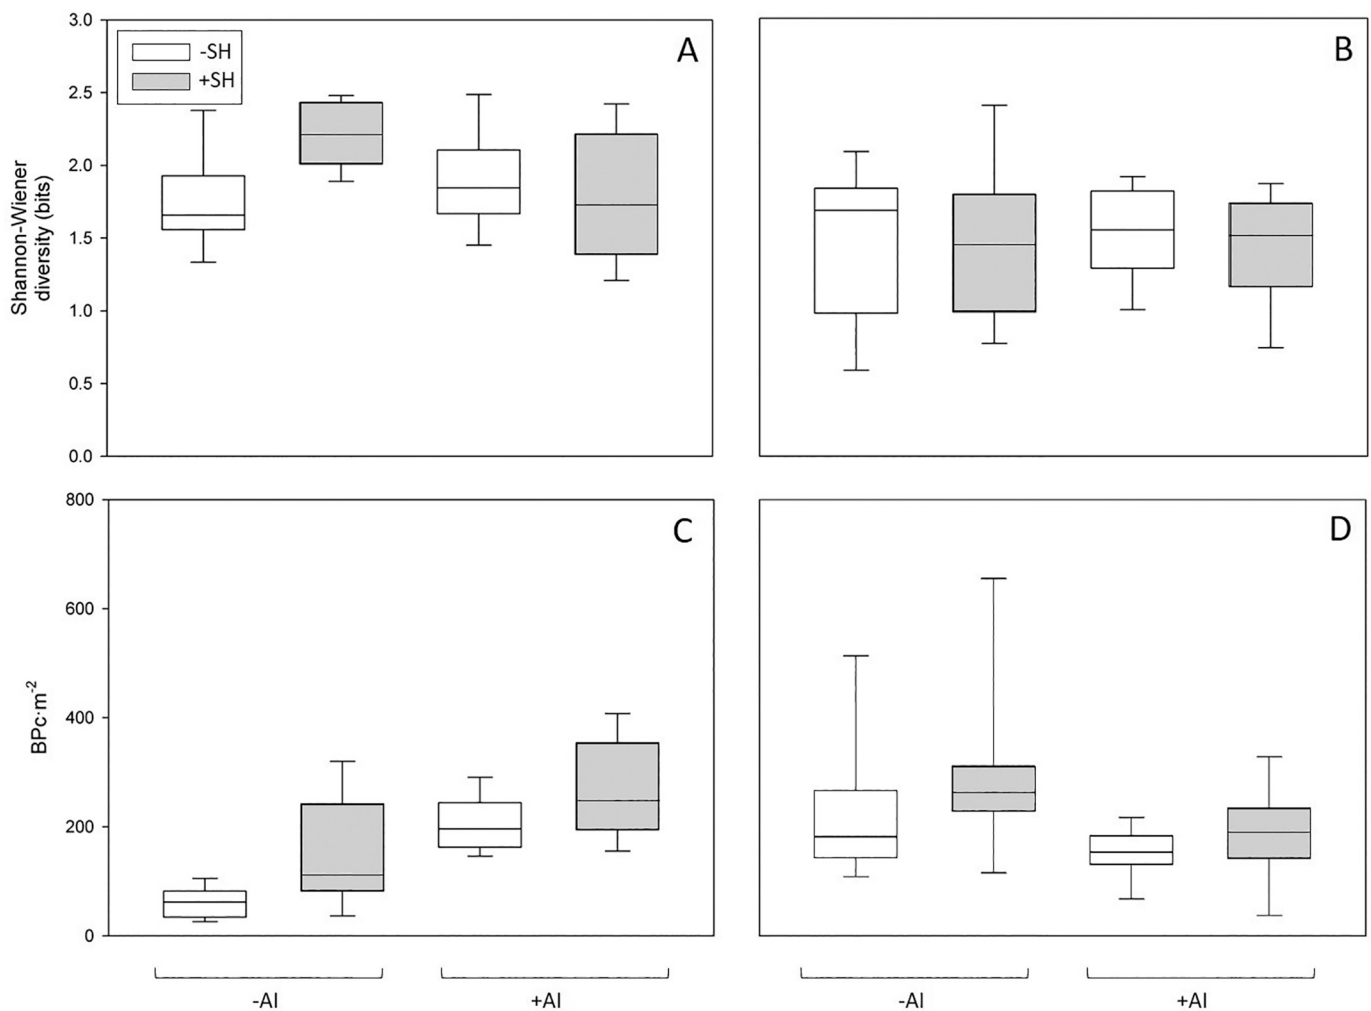 3.0
2.5
2.0
1.5
1.0
0.5
0.0
Shannon-Wiener
diversity (bits)
-SH
+SH
A
B
800
600
400
200
0
BPc·m⁻²
C
D
-AI
+AI
-AI
+AI